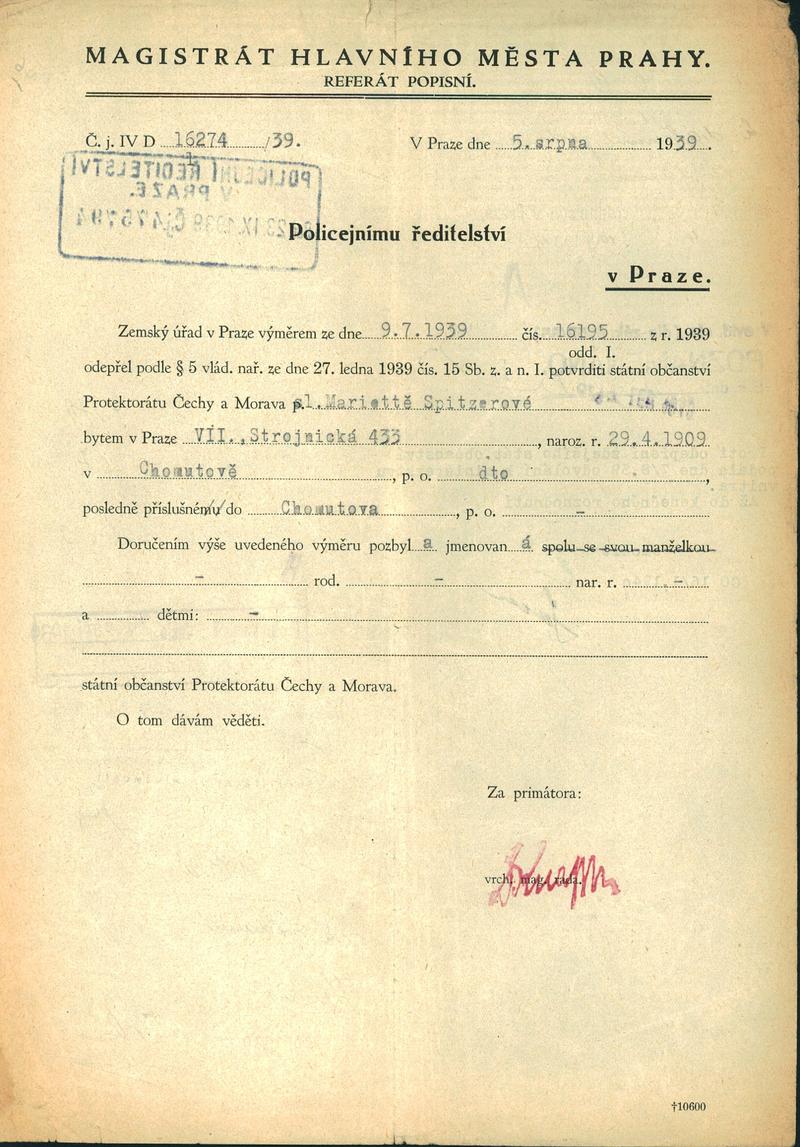 MAGISTRÁT HLAVNÍHO MĚSTA PRAHY.
REFERÁT POPISNÍ.
Č. j. IV D 16274 /39. V Praze dne 5. srpna 1939.
POLICEJNÍ ŘEDITELSTVÍ
V PRAZE.
Policejnímu ředitelství
v Praze.
Zemský úřad v Praze výměrem ze dne 9.7.1939 čís. 16195 z r. 1939
odd. I.
odepřel podle § 5 vlád. nař. ze dne 27. ledna 1939 čís. 15 Sb. z. a n. I. potvrditi státní občanství
Protektorátu Čechy a Morava sl. Mariettě Spitzerové
bytem v Praze VII., Strojnická 433, naroz. r. 29.4.1909
v Chomutově, p. o. dto,
posledně příslušném/u/ do Chomutova, p. o. -
Doručením výše uvedeného výměru pozbyl a jmenovan á spolu se svou manželkou
- rod. - nar. r. -
a dětmi: -
státní občanství Protektorátu Čechy a Morava.
O tom dávám věděti.
Za primátora:
vrch. mag. rada.
†10600